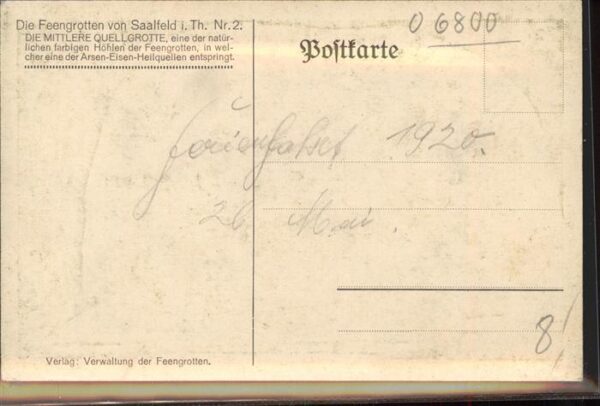 Die Feengrotten von Saalfeld i. Th. Nr. 2.
DIE MITTLERE QUELLGROTTE, eine der natür-
lichen farbigen Höhlen der Feengrotten, in wel-
cher eine der Arsen-Eisen-Heilquellen entspringt.
Postkarte
O 6800
Ferienfahrt 1920.
26. Mai.
8
Verlag: Verwaltung der Feengrotten.